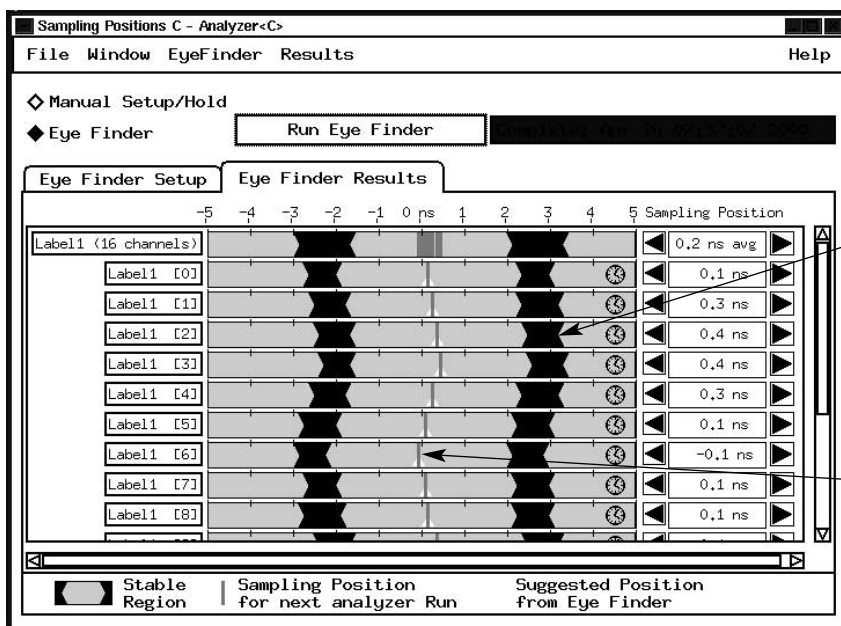 Sampling Positions C - Analyzer<C>
File Window EyeFinder Results Help
Manual Setup/Hold
Eye Finder Run Eye Finder
Eye Finder Setup Eye Finder Results
-5 -4 -3 -2 -1 0 ns 1 2 3 4 5 Sampling Position
Label1 (16 channels) 0.2 ns avg
Label1 [0] 0.1 ns
Label1 [1] 0.3 ns
Label1 [2] 0.4 ns
Label1 [3] 0.4 ns
Label1 [4] 0.3 ns
Label1 [5] 0.1 ns
Label1 [6] -0.1 ns
Label1 [7] 0.1 ns
Label1 [8] 0.1 ns
Stable Region
Sampling Position for next analyzer Run
Suggested Position from Eye Finder